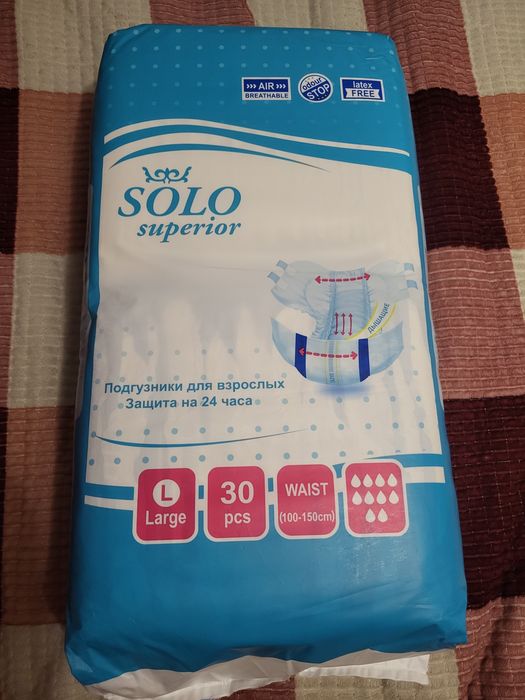 AIR
BREATHABLE
odour
STOP
latex
FREE
SOLO
superior
ДЫШАЩИЕ
Подгузники для взрослых
Защита на 24 часа
L
Large
30
pcs
WAIST
(100-150cm)